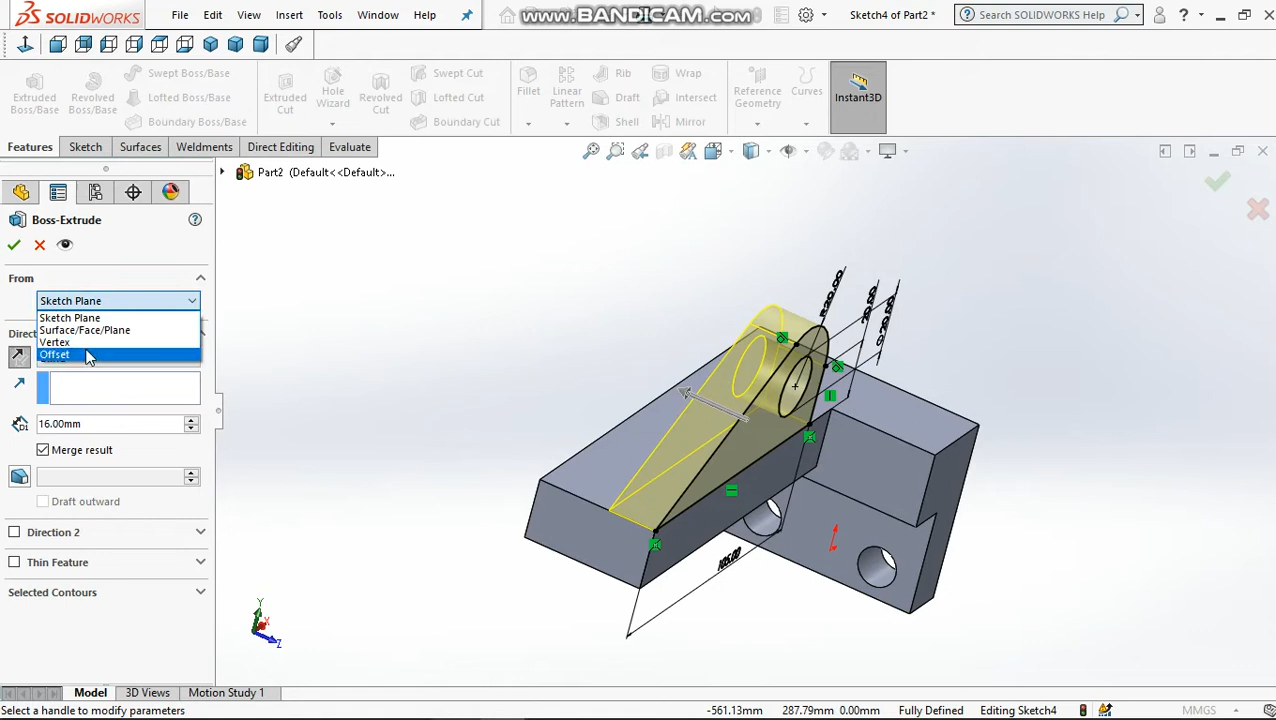 SOLIDWORKS
File
Edit
View
Insert
Tools
Window
Help
www.BANDICAM.com
Sketch4 of Part2 *
Search SOLIDWORKS Help
?
Extruded Boss/Base
Revolved Boss/Base
Swept Boss/Base
Lofted Boss/Base
Boundary Boss/Base
Extruded Cut
Hole Wizard
Revolved Cut
Swept Cut
Lofted Cut
Boundary Cut
Fillet
Linear Pattern
Rib
Draft
Shell
Wrap
Intersect
Mirror
Reference Geometry
Curves
Instant3D
Features
Sketch
Surfaces
Weldments
Direct Editing
Evaluate
Part2 (Default<<Default>...
Boss-Extrude
From
Sketch Plane
Sketch Plane
Surface/Face/Plane
Vertex
Offset
Direc
16.00mm
Merge result
Draft outward
Direction 2
Thin Feature
Selected Contours
105.00
Y
X
Z
Model
3D Views
Motion Study 1
Select a handle to modify parameters
-561.13mm
287.79mm 0.00mm
Fully Defined
Editing Sketch4
MMGS